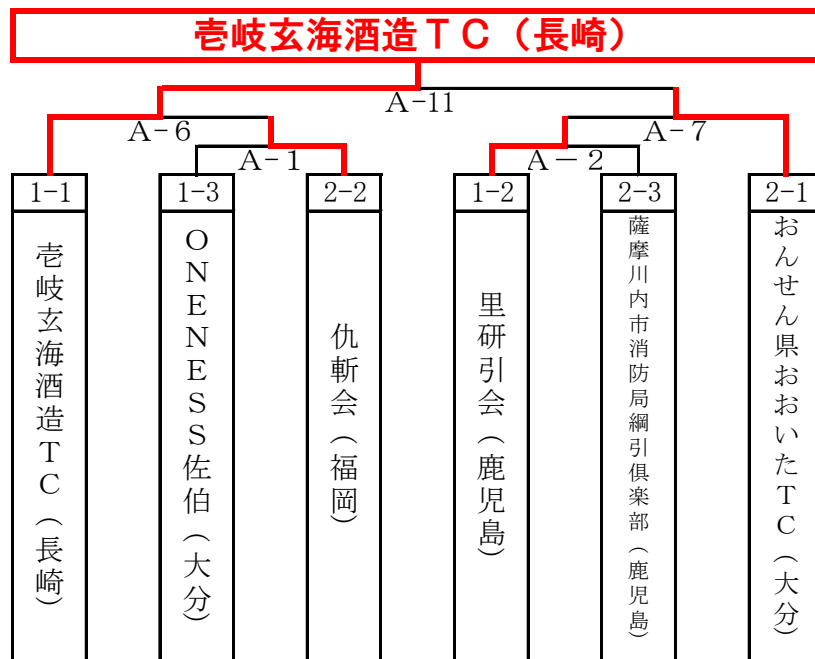 壱岐玄海酒造ＴＣ（長崎）
A-11
A-6
A-7
A-1
A－2
1-1
1-3
2-2
1-2
2-3
2-1
壱岐玄海酒造ＴＣ（長崎）
ＯＮＥＮＥＳＳ佐伯（大分）
仇斬会（福岡）
里研引会（鹿児島）
薩摩川内市消防局綱引倶楽部（鹿児島）
おんせん県おおいたＴＣ（大分）